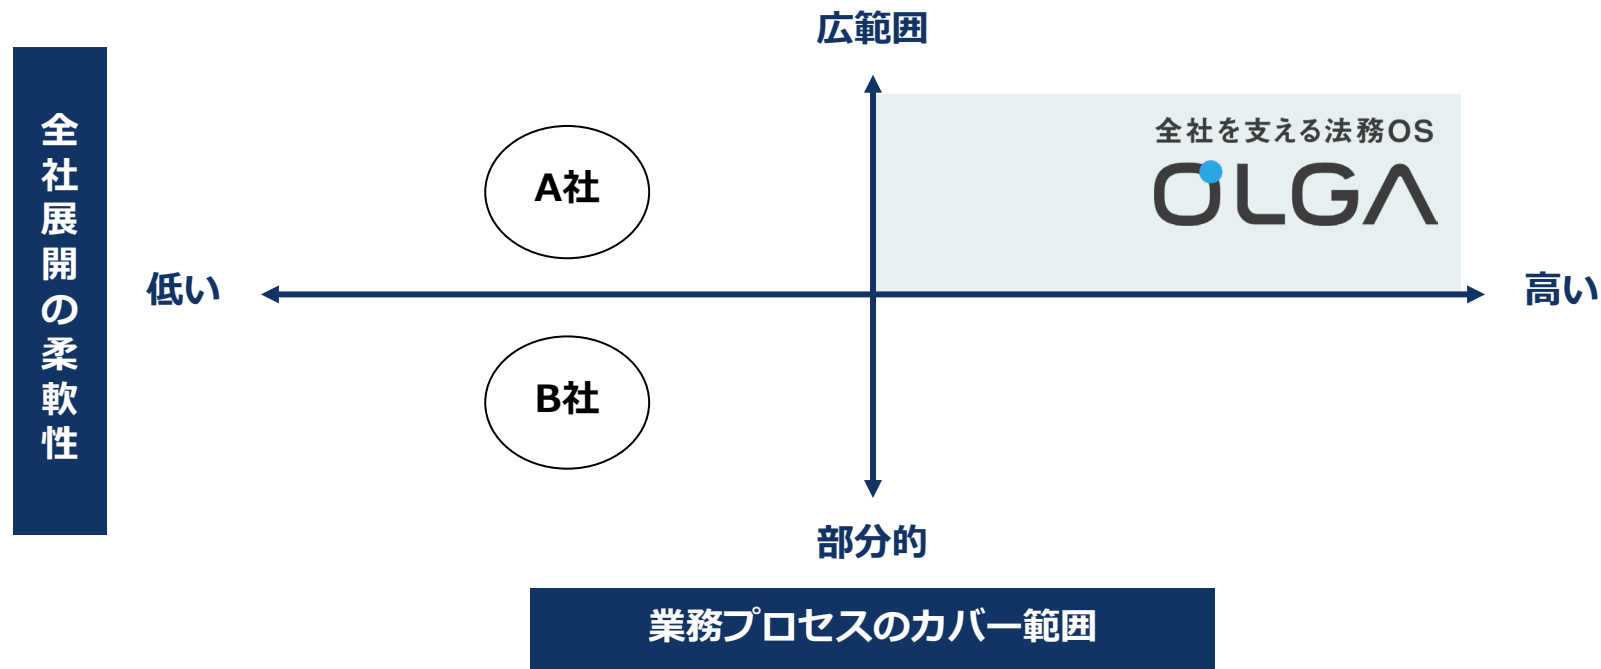 広範囲
全社展開の柔軟性
全社を支える法務OS
OLGA
A社
低い
高い
B社
部分的
業務プロセスのカバー範囲